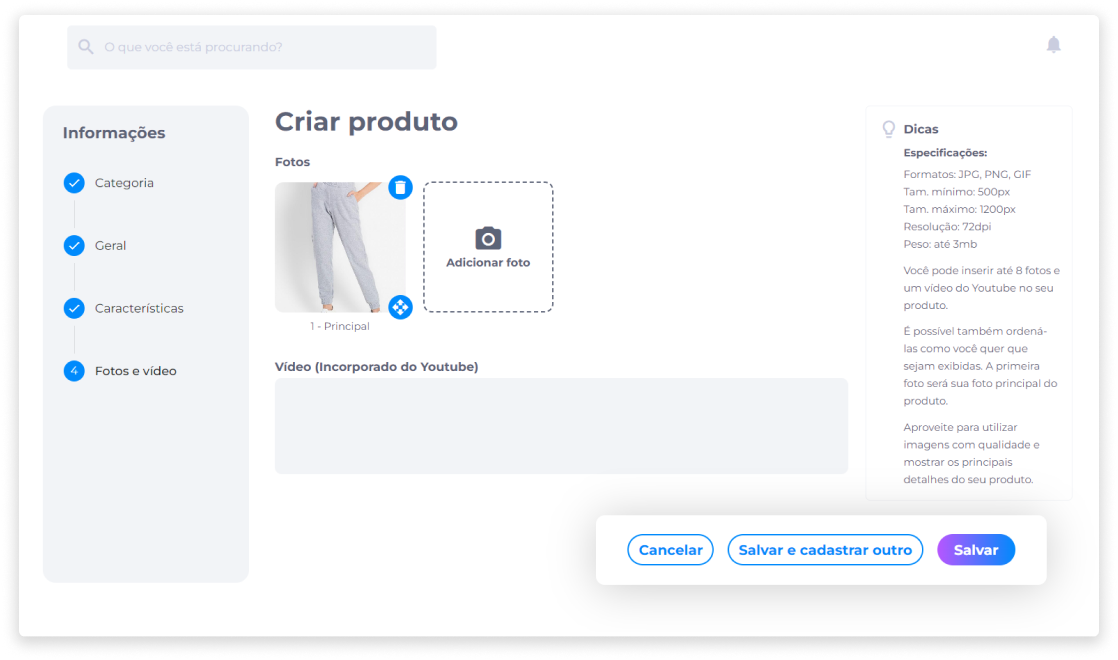 O que você está procurando?
Informações
Categoria
Geral
Características
4
Fotos e vídeo
Criar produto
Fotos
Adicionar foto
1 - Principal
Vídeo (Incorporado do Youtube)
Dicas
Especificações:
Formatos: JPG, PNG, GIF
Tam. mínimo: 500px
Tam. máximo: 1200px
Resolução: 72dpi
Peso: até 3mb
Você pode inserir até 8 fotos e
um vídeo do Youtube no seu
produto.
É possível também ordená-
las como você quer que
sejam exibidas. A primeira
foto será sua foto principal do
produto.
Aproveite para utilizar
imagens com qualidade e
mostrar os principais
detalhes do seu produto.
Cancelar
Salvar e cadastrar outro
Salvar